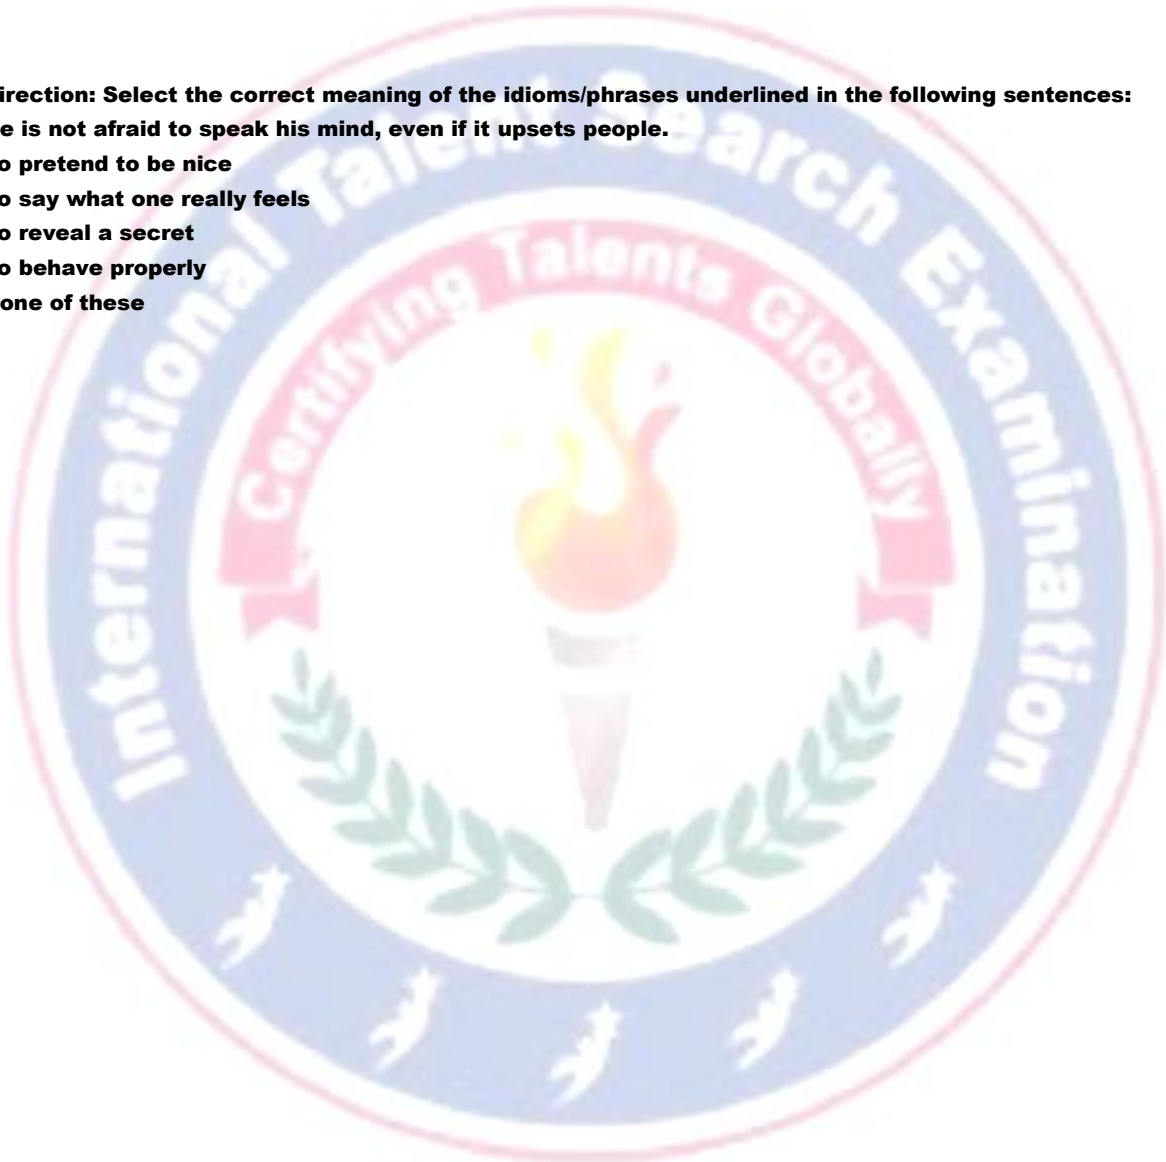 irection: Select the correct meaning of the idioms/phrases underlined in the following sentences:
e is not afraid to speak his mind, even if it upsets people.
o pretend to be nice
o say what one really feels
o reveal a secret
o behave properly
one of these
International Talent Search Examination
Certifying Talents Globally